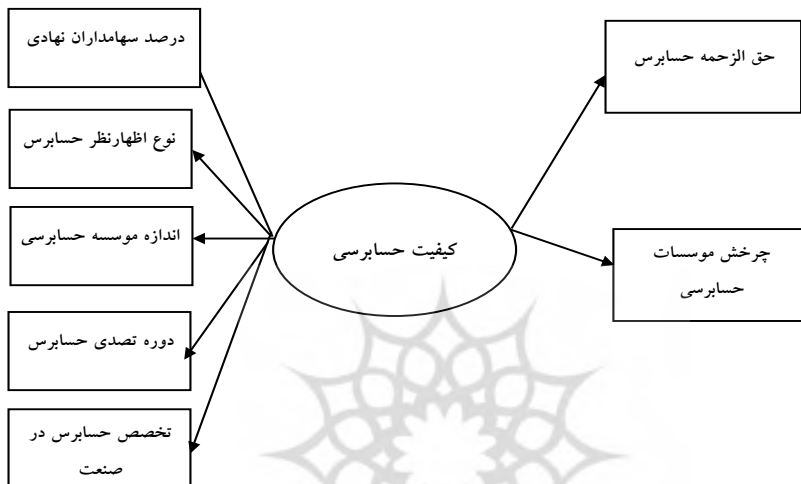 درصد سهامداران نهادی
حق الزحمه حسابرس
نوع اظهارنظر حسابرس
اندازه موسسه حسابرسی
کیفیت حسابرسی
چرخش موسسات
حسابرسی
دوره تصدی حسابرس
تخصص حسابرس در
صنعت